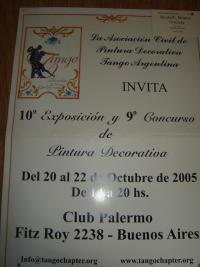 Tango
La Asociación Civil de
Pintura Decorativa
Tango Argentina
INVITA
10ª Exposición y 9º Concurso
de
Pintura Decorativa
Del 20 al 22 de Octubre de 2005
De a 20 hs.
Club Palermo
Fitz Roy 2238 - Buenos Aires
Info@tangochapter.org www.tangochapter.org